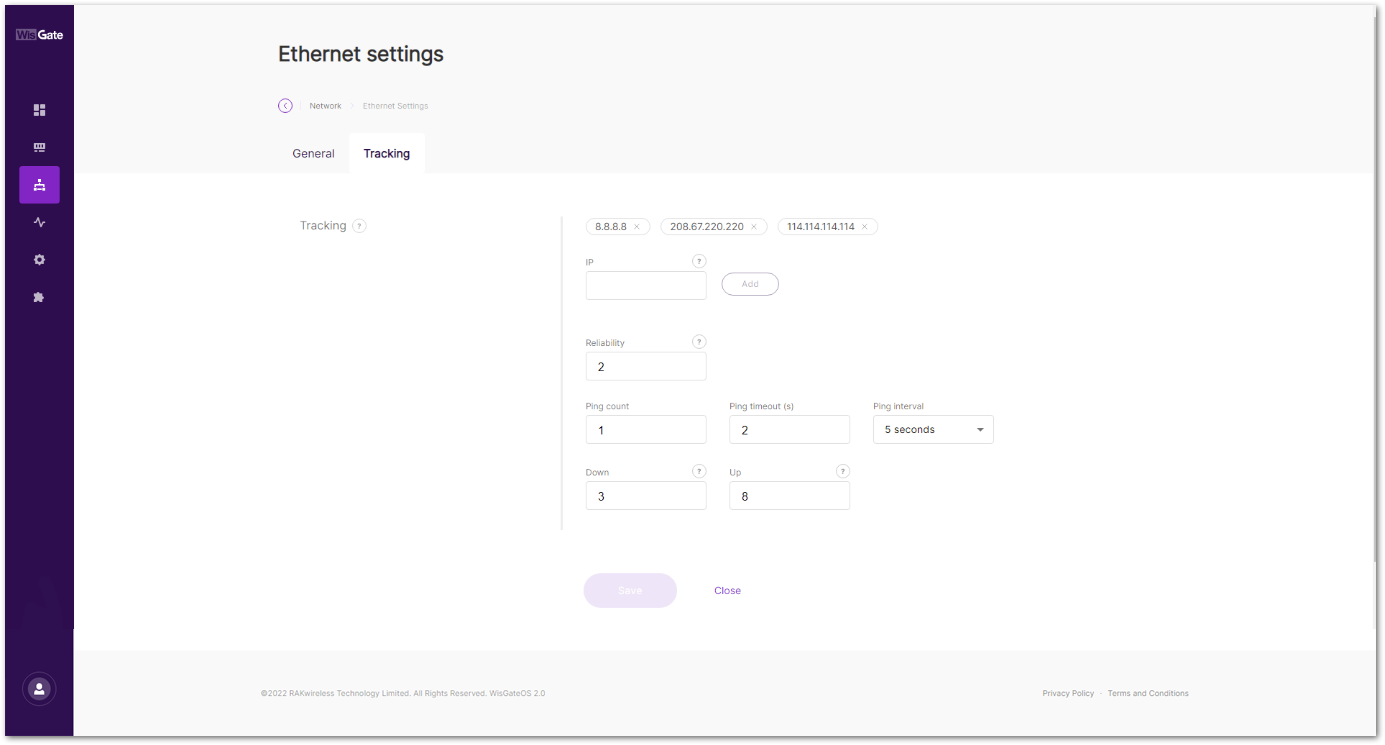 WisGate
Ethernet settings
Network Ethernet Settings
General Tracking
Tracking ? 8.8.8.8 × 208.67.220.220 × 114.114.114.114 ×
IP ?
Add
Reliability ?
2
Ping count Ping timeout (s) Ping interval
1 2 5 seconds
Down ? Up ?
3 8
Save Close
©2022 RAKwireless Technology Limited. All Rights Reserved. WisGateOS 2.0 Privacy Policy - Terms and Conditions